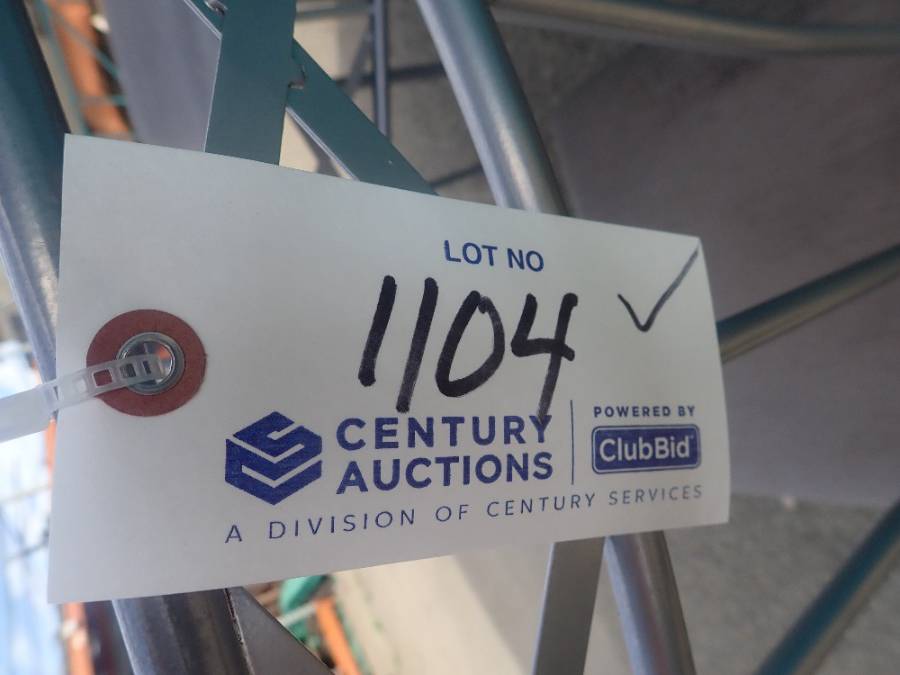 LOT NO
1104 ✓
CENTURY
AUCTIONS
POWERED BY
ClubBid
A DIVISION OF CENTURY SERVICES